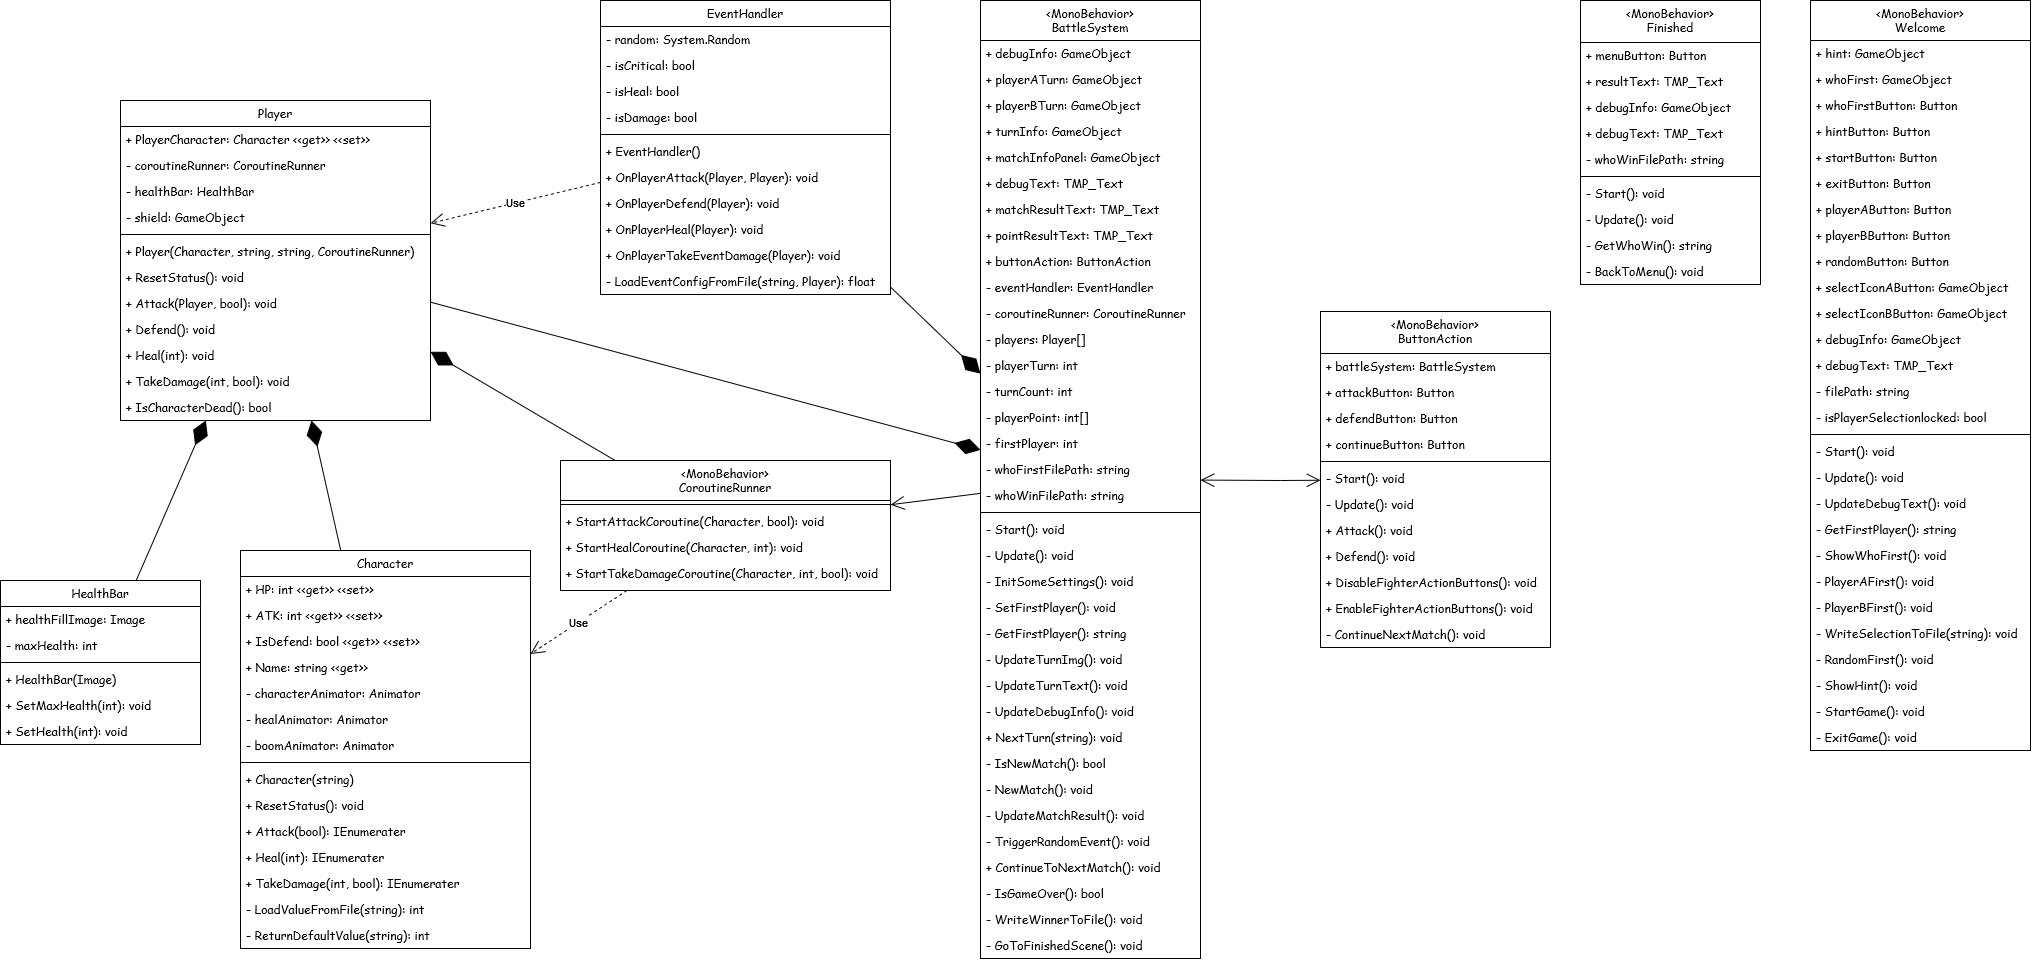 EventHandler
- random: System.Random
- isCritical: bool
- isHeal: bool
- isDamage: bool
+ EventHandler()
+ OnPlayerAttack(Player, Player): void
+ OnPlayerDefend(Player): void
+ OnPlayerHeal(Player): void
+ OnPlayerTakeEventDamage(Player): void
- LoadEventConfigFromFile(string, Player): float
<MonoBehavior>
BattleSystem
+ debugInfo: GameObject
+ playerATurn: GameObject
+ playerBTurn: GameObject
+ turnInfo: GameObject
+ matchInfoPanel: GameObject
+ debugText: TMP_Text
+ matchResultText: TMP_Text
+ pointResultText: TMP_Text
+ buttonAction: ButtonAction
- eventHandler: EventHandler
- coroutineRunner: CoroutineRunner
- players: Player[]
- playerTurn: int
- turnCount: int
- playerPoint: int[]
- firstPlayer: int
- whoFirstFilePath: string
- whoWinFilePath: string
- Start(): void
- Update(): void
- InitSomeSettings(): void
- SetFirstPlayer(): void
- GetFirstPlayer(): string
- UpdateTurnImg(): void
- UpdateTurnText(): void
- UpdateDebugInfo(): void
+ NextTurn(string): void
- IsNewMatch(): bool
- NewMatch(): void
- UpdateMatchResult(): void
- TriggerRandomEvent(): void
+ ContinueToNextMatch(): void
- IsGameOver(): bool
- WriteWinnerToFile(): void
- GoToFinishedScene(): void
<MonoBehavior>
Finished
+ menuButton: Button
+ resultText: TMP_Text
+ debugInfo: GameObject
+ debugText: TMP_Text
- whoWinFilePath: string
- Start(): void
- Update(): void
- GetWhoWin(): string
- BackToMenu(): void
<MonoBehavior>
Welcome
+ hint: GameObject
+ whoFirst: GameObject
+ whoFirstButton: Button
+ hintButton: Button
+ startButton: Button
+ exitButton: Button
+ playerAButton: Button
+ playerBButton: Button
+ randomButton: Button
+ selectIconAButton: GameObject
+ selectIconBButton: GameObject
+ debugInfo: GameObject
+ debugText: TMP_Text
- filePath: string
- isPlayerSelectionlocked: bool
- Start(): void
- Update(): void
- UpdateDebugText(): void
- GetFirstPlayer(): string
- ShowWhoFirst(): void
- PlayerAFirst(): void
- PlayerBFirst(): void
- WriteSelectionToFile(string): void
- RandomFirst(): void
- ShowHint(): void
- StartGame(): void
- ExitGame(): void
Player
+ PlayerCharacter: Character <<get>> <<set>>
- coroutineRunner: CoroutineRunner
- healthBar: HealthBar
- shield: GameObject
+ Player(Character, string, string, CoroutineRunner)
+ ResetStatus(): void
+ Attack(Player, bool): void
+ Defend(): void
+ Heal(int): void
+ TakeDamage(int, bool): void
+ IsCharacterDead(): bool
Use
<MonoBehavior>
ButtonAction
+ battleSystem: BattleSystem
+ attackButton: Button
+ defendButton: Button
+ continueButton: Button
- Start(): void
- Update(): void
+ Attack(): void
+ Defend(): void
+ DisableFighterActionButtons(): void
+ EnableFighterActionButtons(): void
- ContinueNextMatch(): void
<MonoBehavior>
CoroutineRunner
+ StartAttackCoroutine(Character, bool): void
+ StartHealCoroutine(Character, int): void
+ StartTakeDamageCoroutine(Character, int, bool): void
Use
Character
+ HP: int <<get>> <<set>>
+ ATK: int <<get>> <<set>>
+ IsDefend: bool <<get>> <<set>>
+ Name: string <<get>>
- characterAnimator: Animator
- healAnimator: Animator
- boomAnimator: Animator
+ Character(string)
+ ResetStatus(): void
+ Attack(bool): IEnumerater
+ Heal(int): IEnumerater
+ TakeDamage(int, bool): IEnumerater
- LoadValueFromFile(string): int
- ReturnDefaultValue(string): int
HealthBar
+ healthFillImage: Image
- maxHealth: int
+ HealthBar(Image)
+ SetMaxHealth(int): void
+ SetHealth(int): void